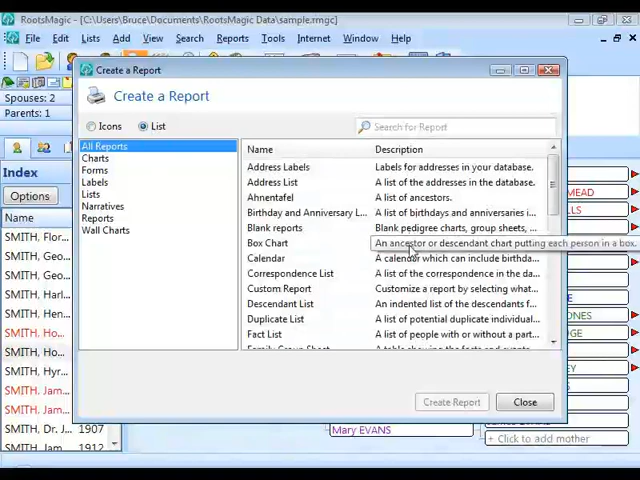 RootsMagic - [C:\Users\Bruce\Documents\RootsMagic Data\sample.rmgc]
File Edit Lists Add View Search Reports Tools Internet Window Help
Spouses: 2
Parents: 1
Index
Options
Name
SMITH, Flor...
SMITH, Geo...
SMITH, Geo...
SMITH, Harl...
SMITH, Hen...
SMITH, Ho...
SMITH, Ho...
SMITH, Hyr...
SMITH, Jam...
SMITH, Jam...
SMITH, Dr. J... 1907
SMITH, Jam... 1912
Create a Report
Create a Report
Icons List
Search for Report
All Reports
Charts
Forms
Labels
Lists
Narratives
Reports
Wall Charts
Name Description
Address Labels Labels for addresses in your database.
Address List A list of the addresses in the database.
Ahnentafel A list of ancestors.
Birthday and Anniversary L... A list of birthdays and anniversaries i...
Blank reports Blank pedigree charts, group sheets, ...
Box Chart An ancestor or descendant chart putting each person in a box.
Calendar A calendar which can include birthda...
Correspondence List A list of the correspondence in the da...
Custom Report Customize a report by selecting what...
Descendant List An indented list of the descendants f...
Duplicate List A list of potential duplicate individual...
Fact List A list of people with or without a part...
Family Group Sheet A table showing the facts and events
Create Report Close
MEAD
LLS
ONES
DGE
EY
Mary EVANS
+ Click to add mother